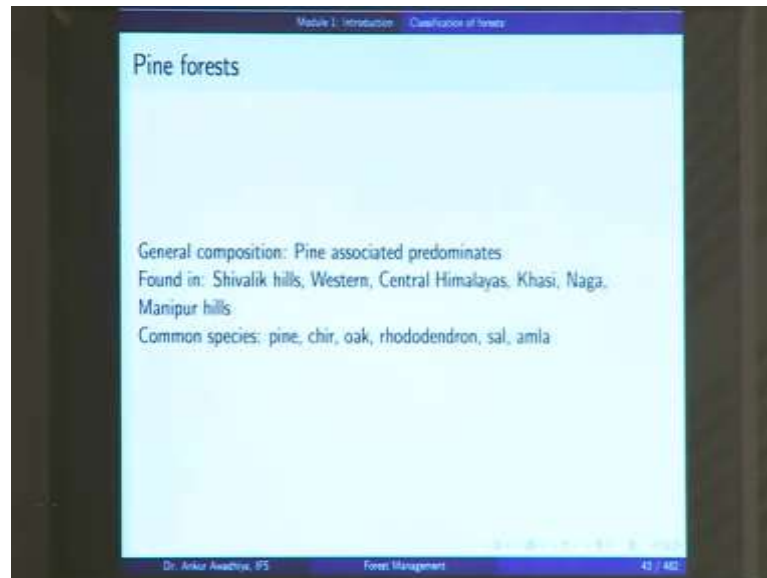 Module 1: Introduction Classification of forests
Pine forests
General composition: Pine associated predominates
Found in: Shivalik hills, Western, Central Himalayas, Khasi, Naga,
Manipur hills
Common species: pine, chir, oak, rhododendron, sal, amla
Dr. Ankur Awadhiya, IFS Forest Management 43 / 482